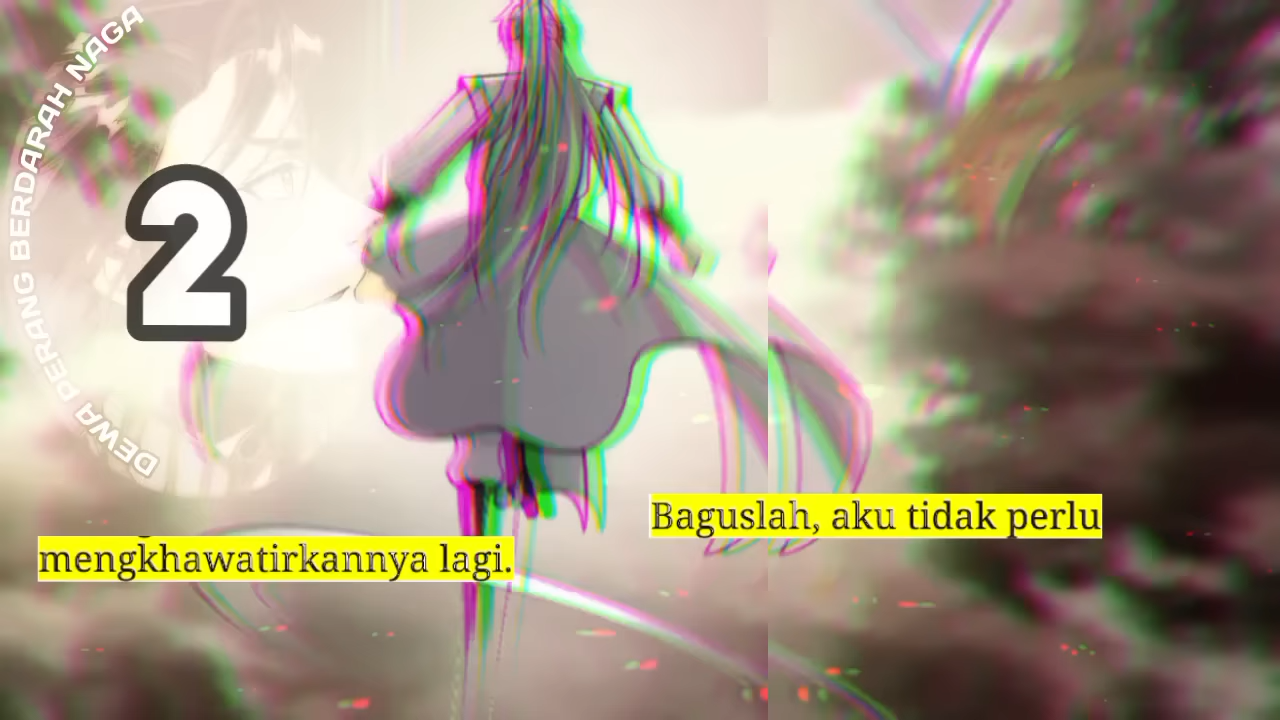 DEWA PERANG BERDARAH NAGA
2
Baguslah, aku tidak perlu
mengkhawatirkannya lagi.